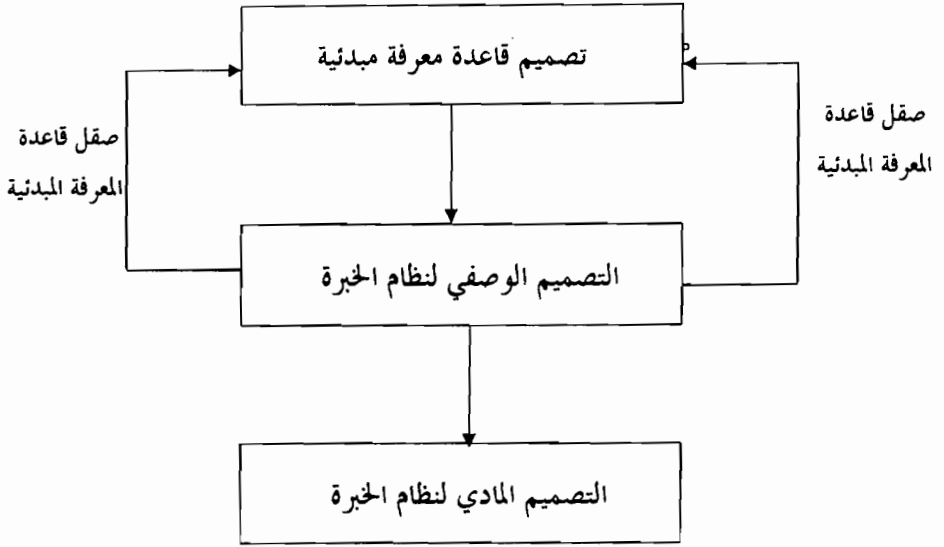 تصميم قاعدة معرفة مبدئية
صقل قاعدة
المعرفة المبدئية
صقل قاعدة
المعرفة المبدئية
التصميم الوصفي لنظام الخبرة
التصميم المادي لنظام الخبرة